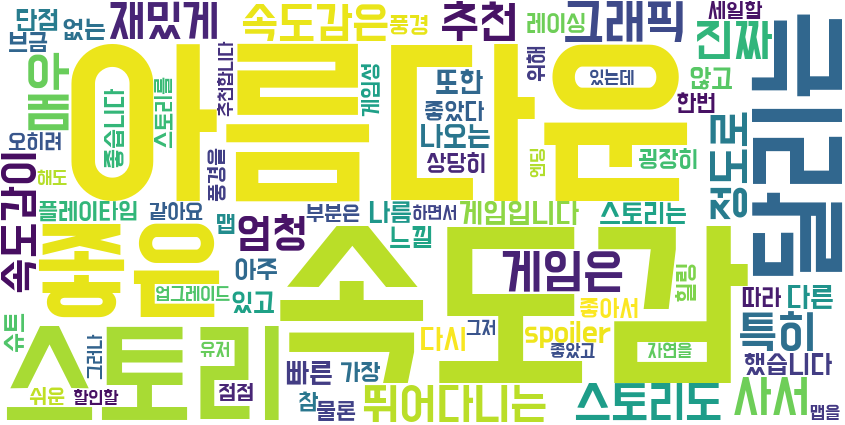 단점
없는
재밌게
속도감은
풍경
추천
레이싱
그래픽
세일할
진짜
브금
매우
아름다운
좋습니다
스토리를
추천합니다
게임성
또한
위해
있는데
않고
한번
달리는
오히려
좋았다
나오는
상당히
굉장히
엔딩
풍경을
정도로
속도감이
해도
플레이타임
같아요
맵
엄청
부분은
나름
하면서
게임입니다
스토리는
느낄
좋은
속도감
게임은
아주
업그레이드
있고
힐링
따라
다른
좋아서
슈트
그러나
유저
다시
그저
spoiler
좋았고
자연을
특히
했습니다
스토리
빠른
가장
쉬운
할인할
점점
참
물론
뛰어다니는
스토리도
사서
맵을